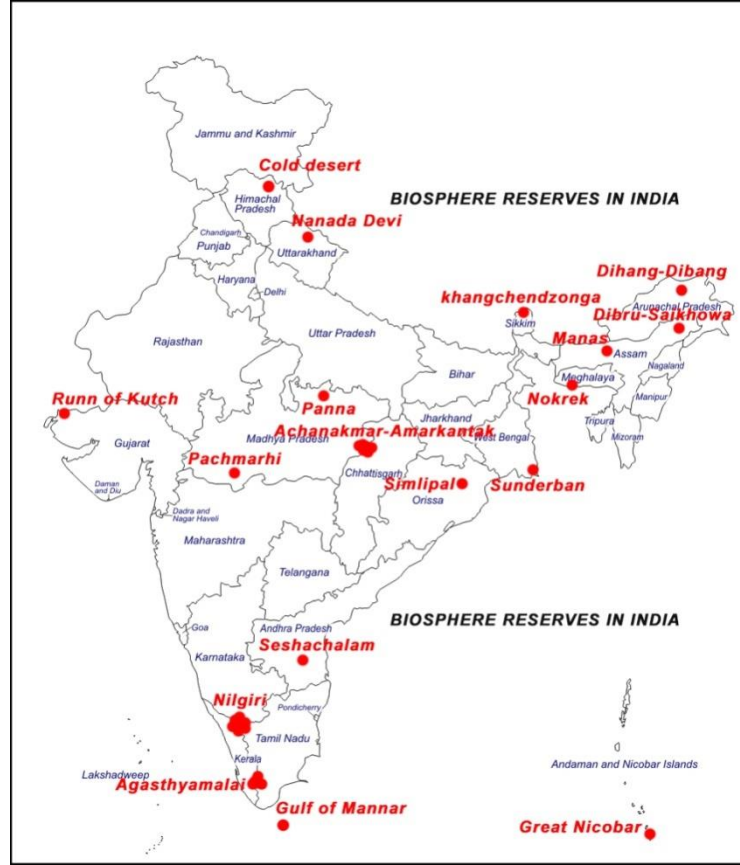 Jammu and Kashmir
Cold desert
Himachal
Pradesh
BIOSPHERE RESERVES IN INDIA
Nanada Devi
Chandigarh
Punjab
Uttarakhand
Haryana
Delhi
Dihang-Dibang
khangchendzonga
Arunachal Pradesh
Dibru-Saikhowa
Sikkim
Rajasthan
Uttar Pradesh
Manas
Assam
Nagaland
Bihar
Meghalaya
Runn of Kutch
Panna
Nokrek
Manipur
Jharkhand
Tripura
Achanakmar-Amarkantak
Madhya Pradesh
West Bengal
Mizoram
Gujarat
Pachmarhi
Chhattisgarh
Simlipal
Sunderban
Daman
and Diu
Orissa
Dadra and
Nagar Haveli
Maharashtra
Telangana
BIOSPHERE RESERVES IN INDIA
Goa
Andhra Pradesh
Seshachalam
Karnataka
Nilgiri
Pondicherry
Tamil Nadu
Kerala
Lakshadweep
Andaman and Nicobar Islands
Agasthyamalai
Gulf of Mannar
Great Nicobar